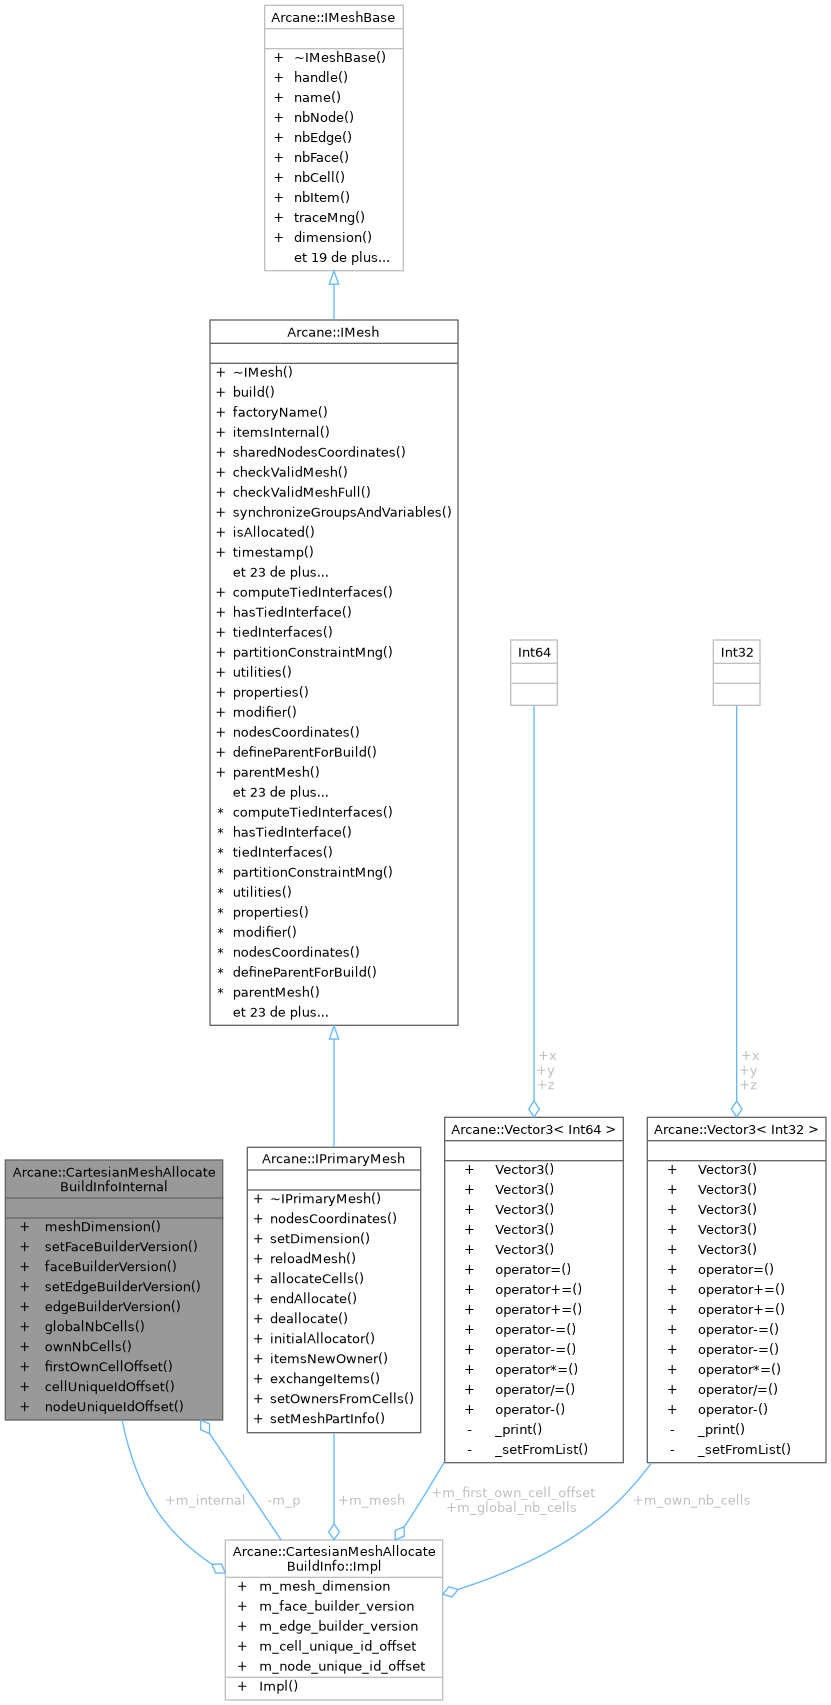 Arcane::IMeshBase
+ ~IMeshBase()
+ handle()
+ name()
+ nbNode()
+ nbEdge()
+ nbFace()
+ nbCell()
+ nbItem()
+ traceMng()
+ dimension()
et 19 de plus...
Arcane::IMesh
+ ~IMesh()
+ build()
+ factoryName()
+ itemsInternal()
+ sharedNodesCoordinates()
+ checkValidMesh()
+ checkValidMeshFull()
+ synchronizeGroupsAndVariables()
+ isAllocated()
+ timestamp()
et 23 de plus...
+ computeTiedInterfaces()
+ hasTiedInterface()
+ tiedInterfaces()
+ partitionConstraintMng()
+ utilities()
+ properties()
+ modifier()
+ nodesCoordinates()
+ defineParentForBuild()
+ parentMesh()
et 23 de plus...
* computeTiedInterfaces()
* hasTiedInterface()
* tiedInterfaces()
* partitionConstraintMng()
* utilities()
* properties()
* modifier()
* nodesCoordinates()
* defineParentForBuild()
* parentMesh()
et 23 de plus...
Int64
Int32
+x
+y
+z
+x
+y
+z
Arcane::CartesianMeshAllocate
BuildInfoInternal
+ meshDimension()
+ setFaceBuilderVersion()
+ faceBuilderVersion()
+ setEdgeBuilderVersion()
+ edgeBuilderVersion()
+ globalNbCells()
+ ownNbCells()
+ firstOwnCellOffset()
+ cellUniqueIdOffset()
+ nodeUniqueIdOffset()
Arcane::IPrimaryMesh
+ ~IPrimaryMesh()
+ nodesCoordinates()
+ setDimension()
+ reloadMesh()
+ allocateCells()
+ endAllocate()
+ deallocate()
+ initialAllocator()
+ itemsNewOwner()
+ exchangeItems()
+ setOwnersFromCells()
+ setMeshPartInfo()
Arcane::Vector3< Int64 >
+ Vector3()
+ Vector3()
+ Vector3()
+ Vector3()
+ Vector3()
+ operator=()
+ operator+=()
+ operator+=()
+ operator-=()
+ operator-=()
+ operator*=()
+ operator/=()
+ operator-()
- _print()
- _setFromList()
Arcane::Vector3< Int32 >
+ Vector3()
+ Vector3()
+ Vector3()
+ Vector3()
+ Vector3()
+ operator=()
+ operator+=()
+ operator+=()
+ operator-=()
+ operator-=()
+ operator*=()
+ operator/=()
+ operator-()
- _print()
- _setFromList()
+m_internal
-m_p
+m_mesh
+m_first_own_cell_offset
+m_global_nb_cells
+m_own_nb_cells
Arcane::CartesianMeshAllocate
BuildInfo::Impl
+ m_mesh_dimension
+ m_face_builder_version
+ m_edge_builder_version
+ m_cell_unique_id_offset
+ m_node_unique_id_offset
+ Impl()